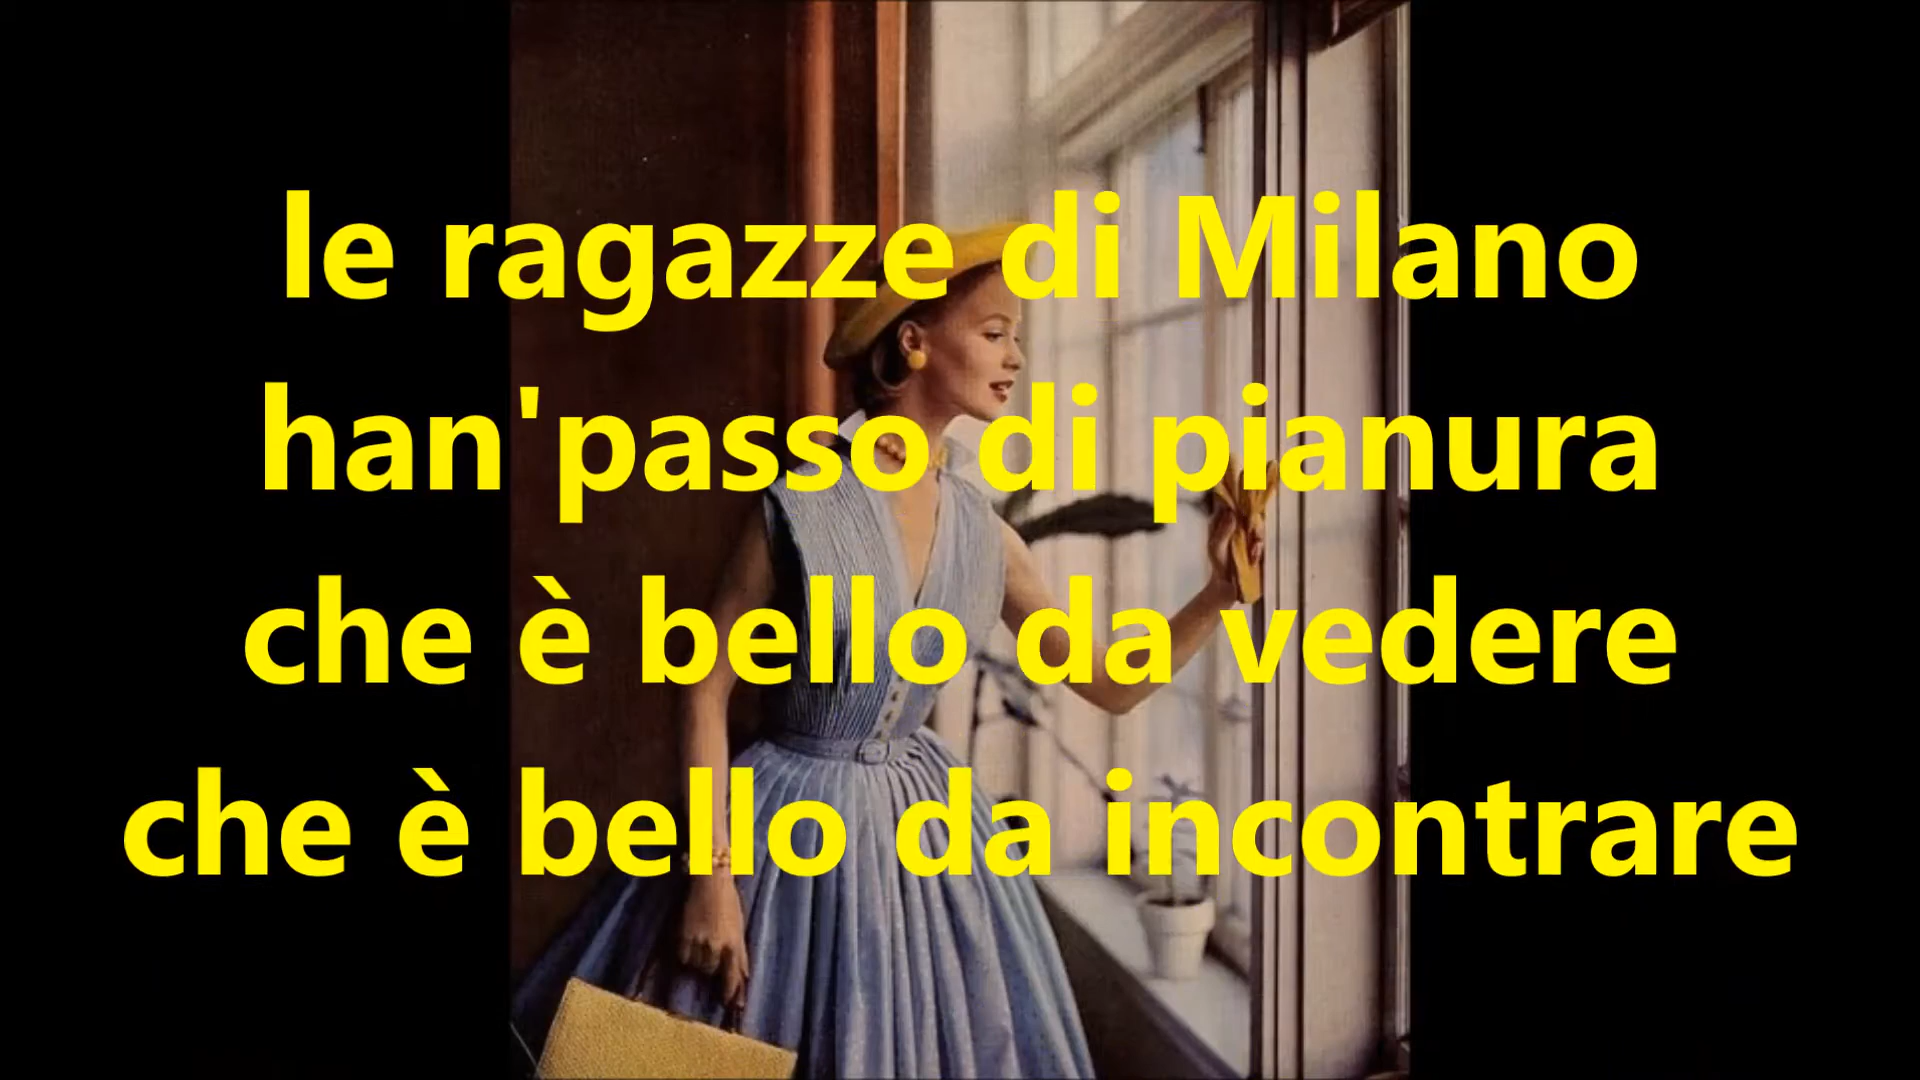 le ragazze di Milano
han'passo di pianura
che è bello da vedere
che è bello da incontrare